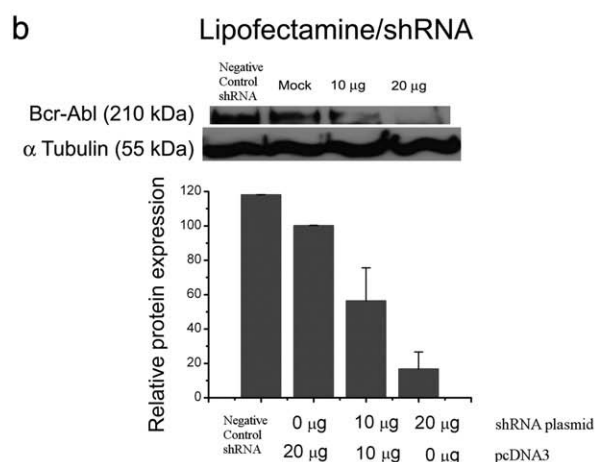 b
Lipofectamine/shRNA
Negative
Control
shRNA
Mock
10 µg
20 µg
Bcr-Abl (210 kDa)
α Tubulin (55 kDa)
Relative protein expression
120
100
80
60
40
20
0
Negative
Control
shRNA
0 µg
10 µg
20 µg
shRNA plasmid
20 µg
10 µg
0 µg
pcDNA3